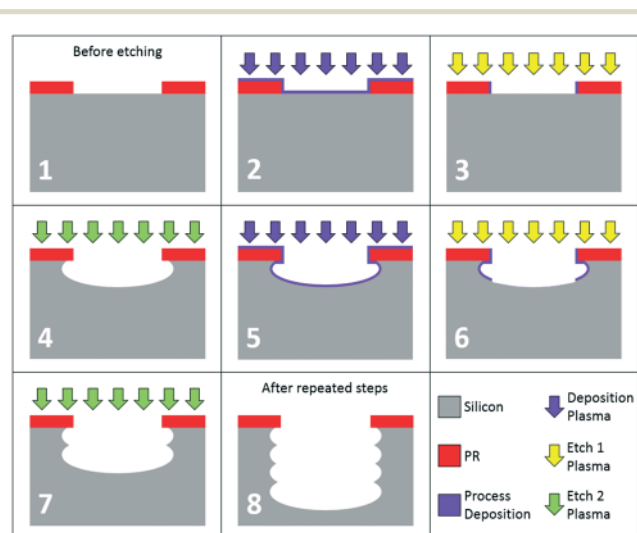 Before etching
1
2
3
4
5
6
After repeated steps
7
8
Silicon
Deposition
Plasma
PR
Etch 1
Plasma
Process
Deposition
Etch 2
Plasma